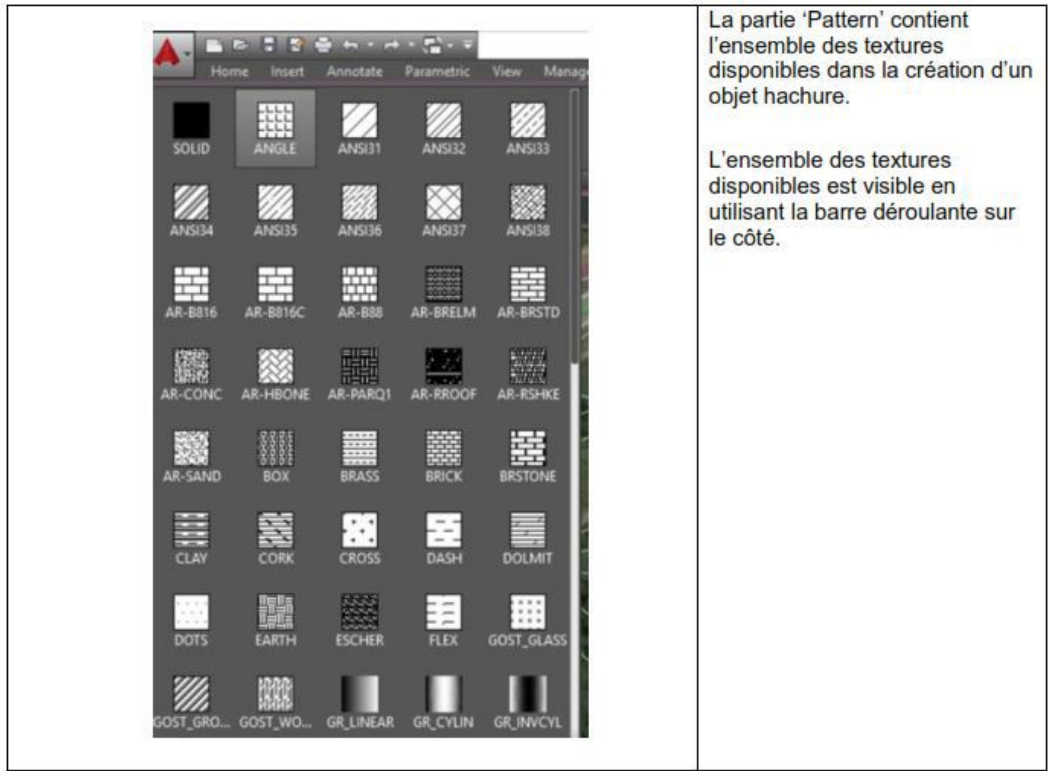 Home Insert Annotate Parametric View Manag
SOLID ANGLE ANSI31 ANSI32 ANSI33
ANSI34 ANSI35 ANSI36 ANSI37 ANSI38
AR-B816 AR-B816C AR-B88 AR-BRELM AR-BRSTD
AR-CONC AR-HBONE AR-PARQ1 AR-RROOF AR-RSHKE
AR-SAND BOX BRASS BRICK BRSTONE
CLAY CORK CROSS DASH DOLMIT
DOTS EARTH ESCHER FLEX GOST_GLASS
GOST_GRO... GOST_WO... GR_LINEAR GR_CYLIN GR_INVCYL
La partie ‘Pattern’ contient
l’ensemble des textures
disponibles dans la création d’un
objet hachure.
L’ensemble des textures
disponibles est visible en
utilisant la barre déroulante sur
le côté.